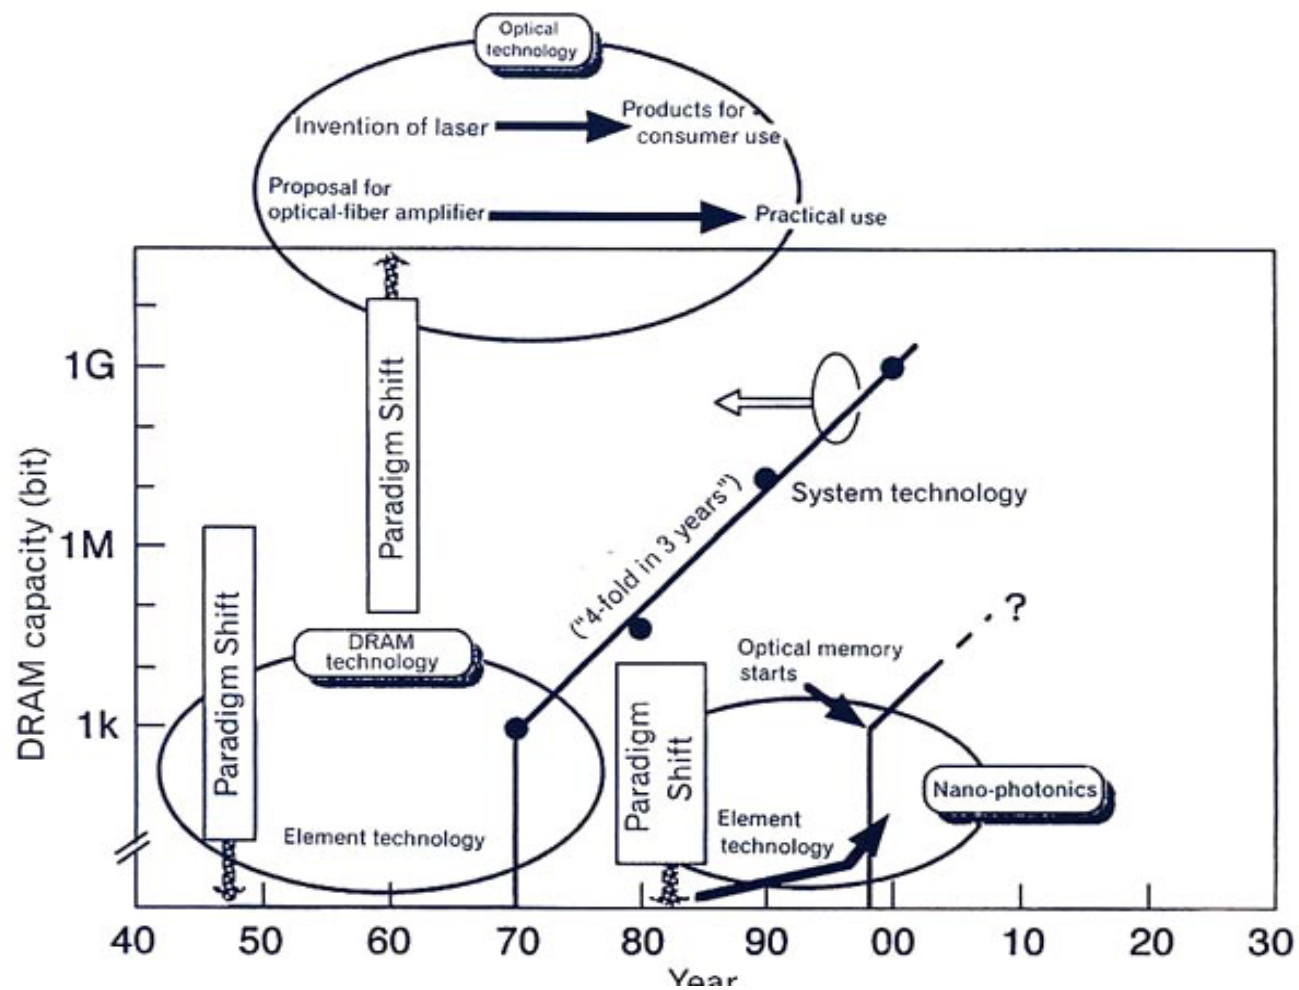 Optical
technology
Invention of laser
Products for
consumer use
Proposal for
optical-fiber amplifier
Practical use
1G
1M
1k
DRAM capacity (bit)
Paradigm Shift
Paradigm Shift
DRAM
technology
Element technology
("4-fold in 3 years")
System technology
Paradigm
Shift
Optical memory
starts
?
Element
technology
Nano-photonics
40 50 60 70 80 90 00 10 20 30
Year